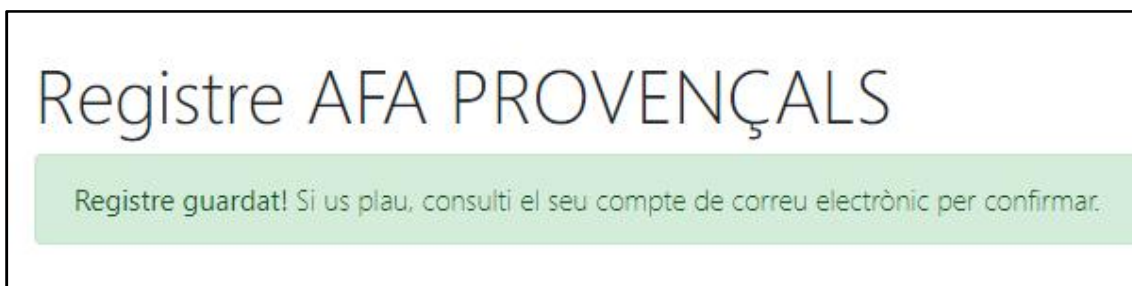 Registre AFA PROVENÇALS
Registre guardat! Si us plau, consulti el seu compte de correu electrònic per confirmar.